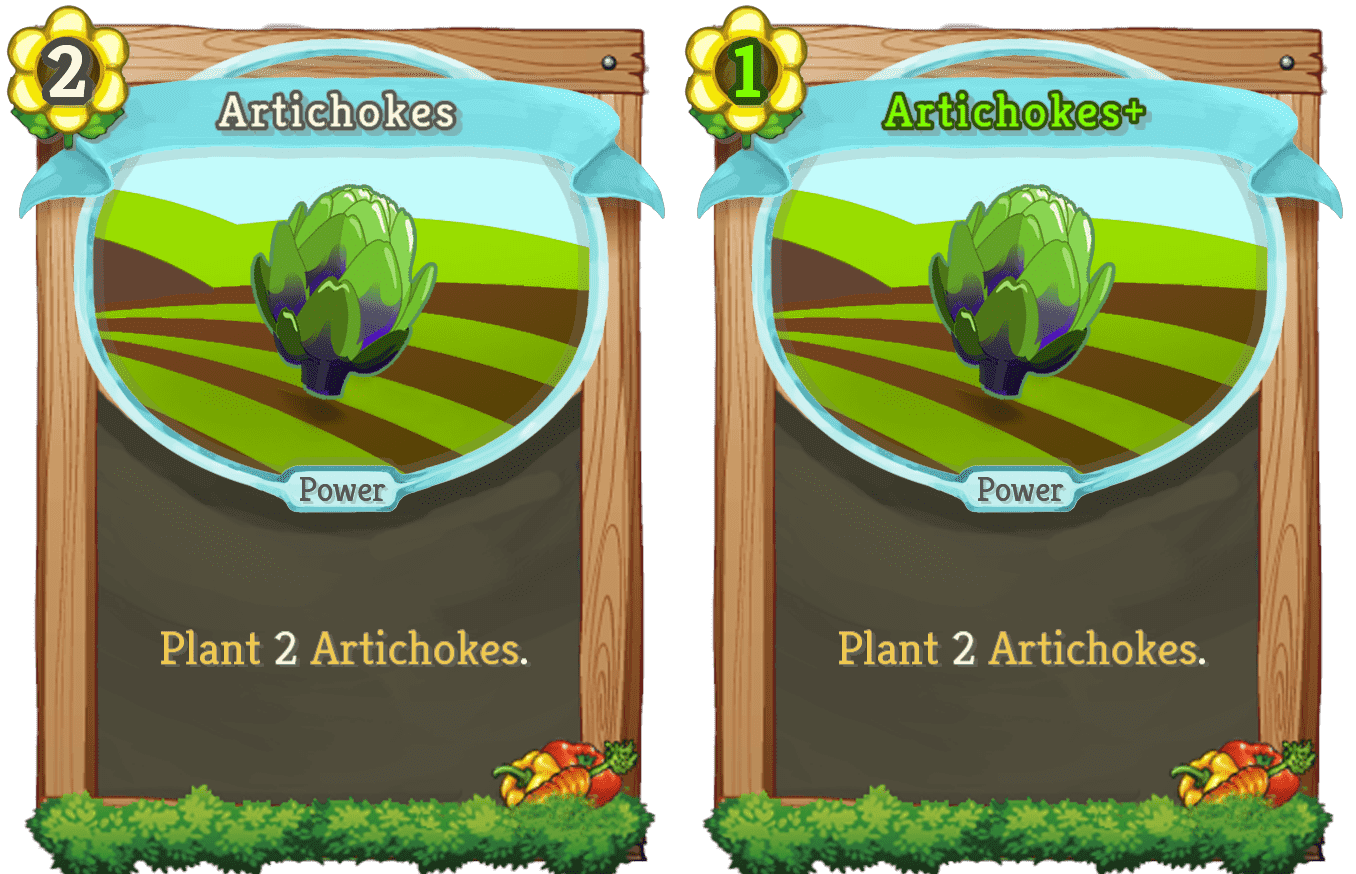 2
Artichokes
Power
Plant 2 Artichokes.
1
Artichokes+
Power
Plant 2 Artichokes.